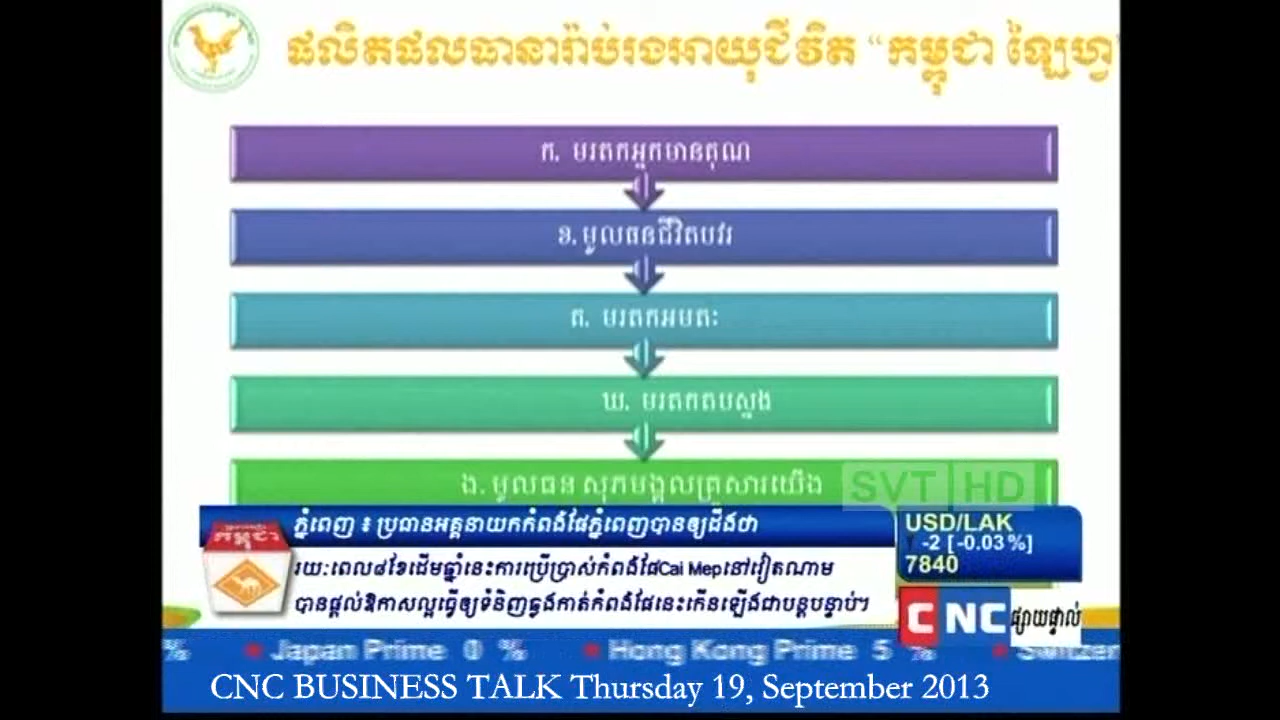 ផលិតផលធានារ៉ាប់រងអាយុជីវិត “កម្ពុជា ឡៃហ្វ
ក. មរតកអ្នកមានគុណ
ខ. មូលធនជីវិតបវរ
គ. មរតកអមតៈ
ឃ. មរតកតបស្នង
ង. មូលធន សុភមង្គលគ្រួសារយើង
SVT HD
ភ្នំពេញ ៖ ប្រធានអគ្គនាយកកំពង់ផែភ្នំពេញបានឲ្យដឹងថា
កម្ពុជា
រយៈពេល៨ខែដើមឆ្នាំនេះការប្រើប្រាស់កំពង់ផែCai Mepនៅវៀតណាម
បានផ្តល់ឱកាសល្អធ្វើឲ្យទំនិញឆ្លងកាត់កំពង់ផែនេះកើនឡើងជាបន្តបន្ទាប់។
USD/LAK
-2 [-0.03%]
7840
CNC ផ្សាយផ្ទាល់
% Japan Prime 0 % Hong Kong Prime 5 % Switzer
CNC BUSINESS TALK Thursday 19, September 2013